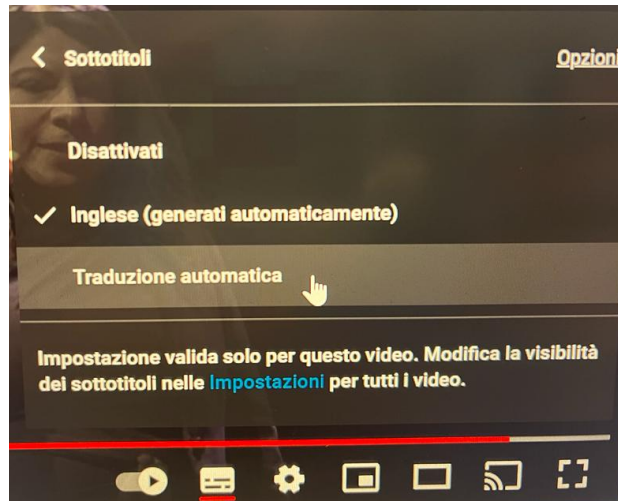 Sottotitoli
Opzioni
Disattivati
Inglese (generati automaticamente)
Traduzione automatica
Impostazione valida solo per questo video. Modifica la visibilità
dei sottotitoli nelle Impostazioni per tutti i video.